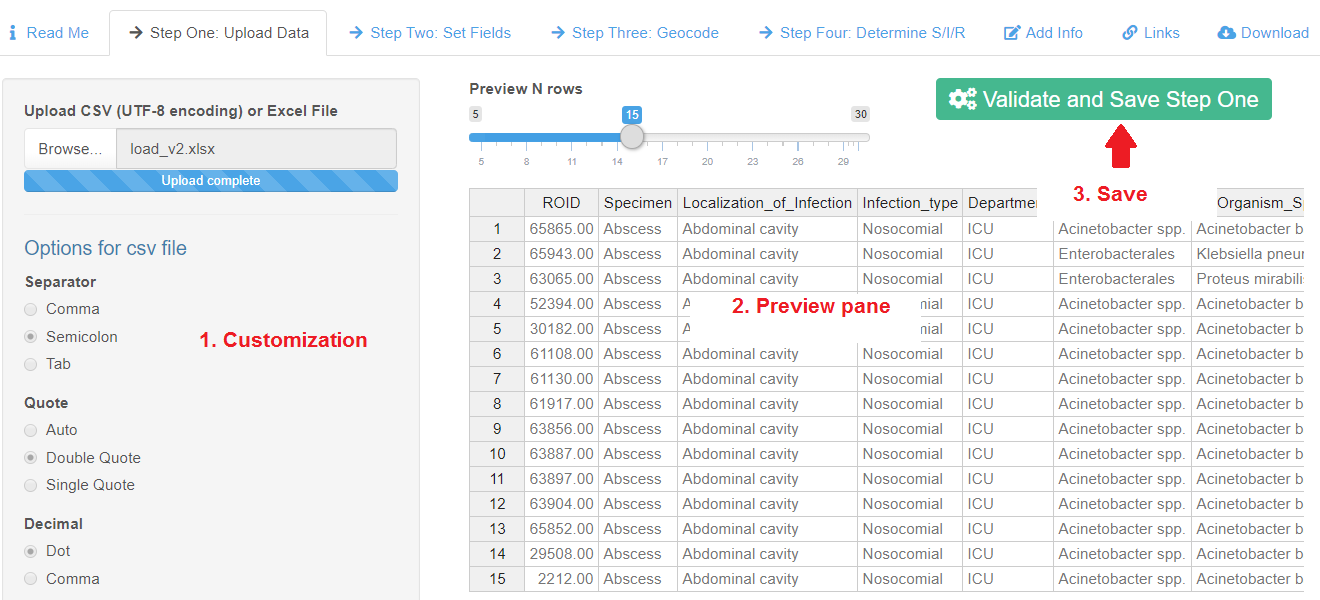 Read Me
Step One: Upload Data
Step Two: Set Fields
Step Three: Geocode
Step Four: Determine S/I/R
Add Info
Links
Download
Upload CSV (UTF-8 encoding) or Excel File
Browse... load_v2.xlsx
Upload complete
Options for csv file
Separator
Comma
Semicolon
Tab
Quote
Auto
Double Quote
Single Quote
Decimal
Dot
Comma
1. Customization
Preview N rows
5 15 30
5 8 11 14 17 20 23 26 29
Validate and Save Step One
3. Save
2. Preview pane
ROID Specimen Localization_of_Infection Infection_type Departme Organism_S
1 65865.00 Abscess Abdominal cavity Nosocomial ICU Acinetobacter spp. Acinetobacter b
2 65943.00 Abscess Abdominal cavity Nosocomial ICU Enterobacterales Klebsiella pneu
3 63065.00 Abscess Abdominal cavity Nosocomial ICU Enterobacterales Proteus mirabilis
4 52394.00 Abscess A mial ICU Acinetobacter spp. Acinetobacter b
5 30182.00 Abscess A mial ICU Acinetobacter spp. Acinetobacter b
6 61108.00 Abscess Abdominal cavity Nosocomial ICU Acinetobacter spp. Acinetobacter b
7 61130.00 Abscess Abdominal cavity Nosocomial ICU Acinetobacter spp. Acinetobacter b
8 61917.00 Abscess Abdominal cavity Nosocomial ICU Acinetobacter spp. Acinetobacter b
9 63856.00 Abscess Abdominal cavity Nosocomial ICU Acinetobacter spp. Acinetobacter b
10 63887.00 Abscess Abdominal cavity Nosocomial ICU Acinetobacter spp. Acinetobacter b
11 63897.00 Abscess Abdominal cavity Nosocomial ICU Acinetobacter spp. Acinetobacter b
12 63904.00 Abscess Abdominal cavity Nosocomial ICU Acinetobacter spp. Acinetobacter b
13 65852.00 Abscess Abdominal cavity Nosocomial ICU Acinetobacter spp. Acinetobacter b
14 29508.00 Abscess Abdominal cavity Nosocomial ICU Acinetobacter spp. Acinetobacter b
15 2212.00 Abscess Abdominal cavity Nosocomial ICU Acinetobacter spp. Acinetobacter b